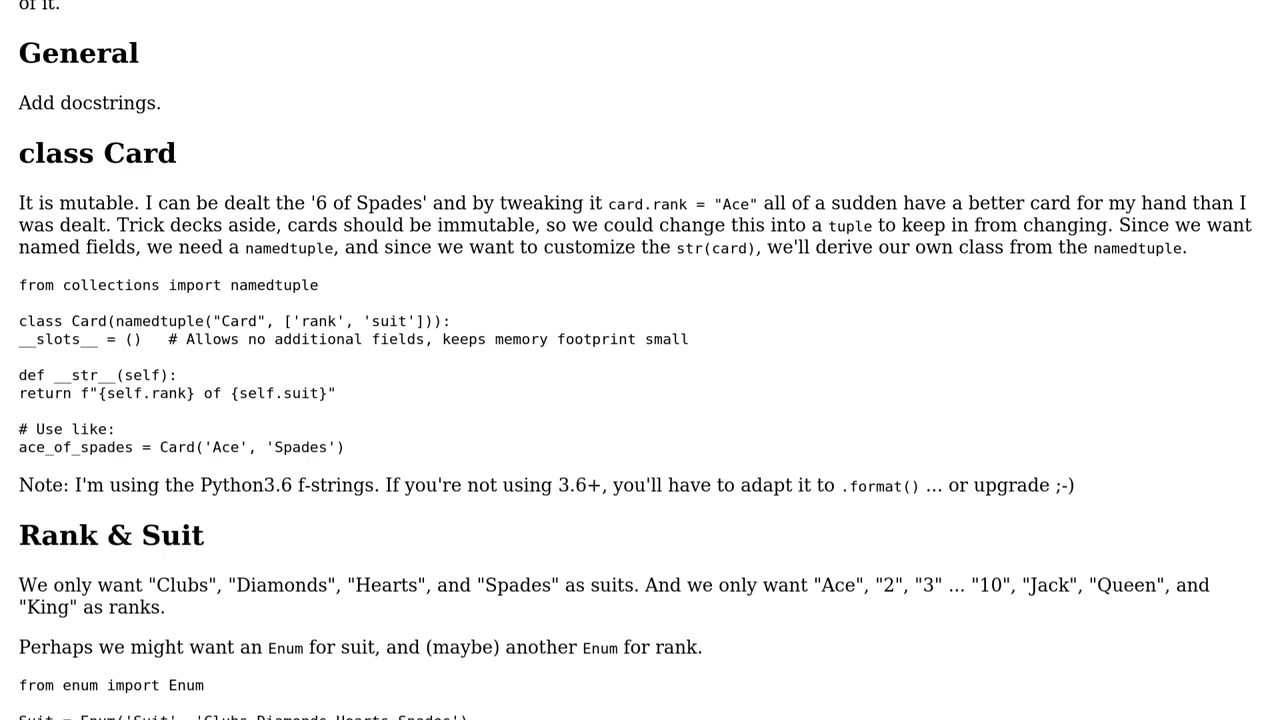 of it.
General
Add docstrings.
class Card
It is mutable. I can be dealt the '6 of Spades' and by tweaking it card.rank = "Ace" all of a sudden have a better card for my hand than I
was dealt. Trick decks aside, cards should be immutable, so we could change this into a tuple to keep in from changing. Since we want
named fields, we need a namedtuple, and since we want to customize the str(card), we'll derive our own class from the namedtuple.
from collections import namedtuple
class Card(namedtuple("Card", ['rank', 'suit'])):
__slots__ = ()   # Allows no additional fields, keeps memory footprint small
def __str__(self):
return f"{self.rank} of {self.suit}"
# Use like:
ace_of_spades = Card('Ace', 'Spades')
Note: I'm using the Python3.6 f-strings. If you're not using 3.6+, you'll have to adapt it to .format() ... or upgrade ;-)
Rank & Suit
We only want "Clubs", "Diamonds", "Hearts", and "Spades" as suits. And we only want "Ace", "2", "3" ... "10", "Jack", "Queen", and
"King" as ranks.
Perhaps we might want an Enum for suit, and (maybe) another Enum for rank.
from enum import Enum
Suit = Enum('Suit', 'Clubs Diamonds Hearts Spades')